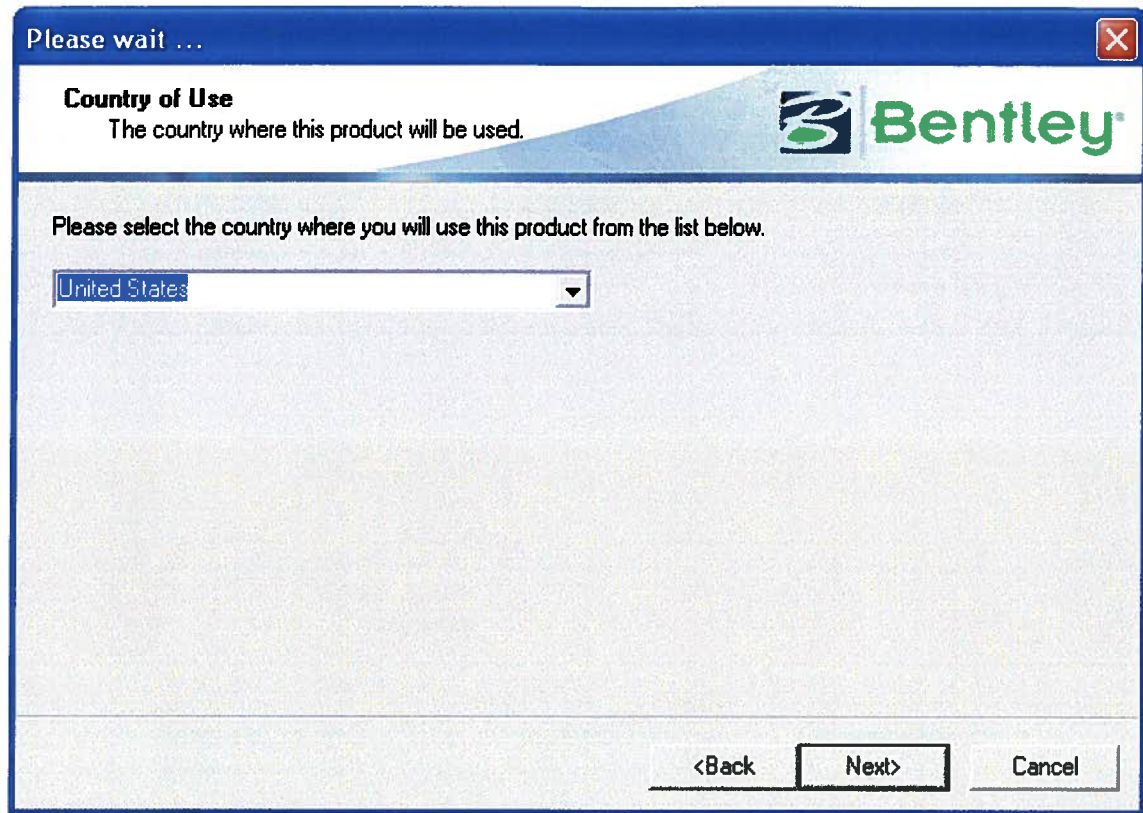 Please wait ...
Country of Use
The country where this product will be used.
Bentley
Please select the country where you will use this product from the list below.
United States
<Back
Next>
Cancel